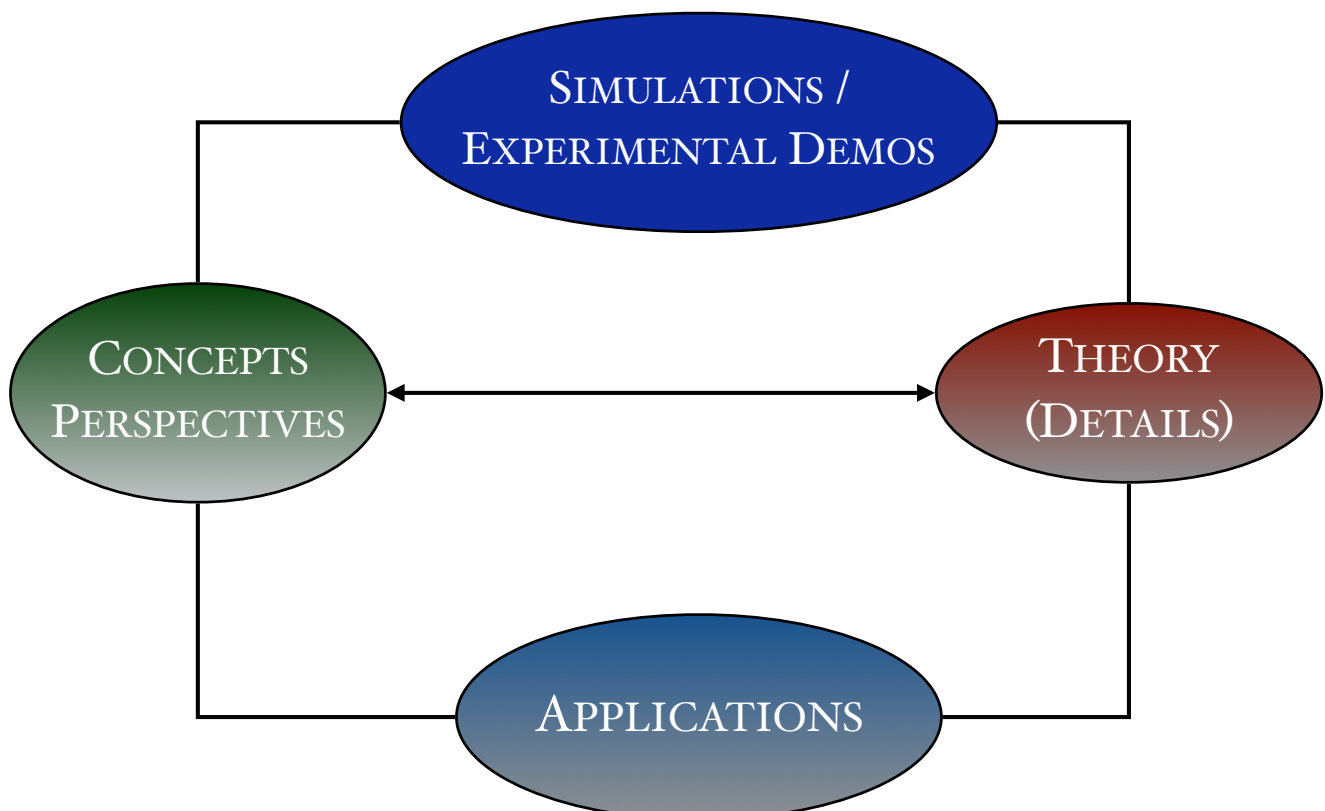 SIMULATIONS /
EXPERIMENTAL DEMOS
CONCEPTS
PERSPECTIVES
THEORY
(DETAILS)
APPLICATIONS